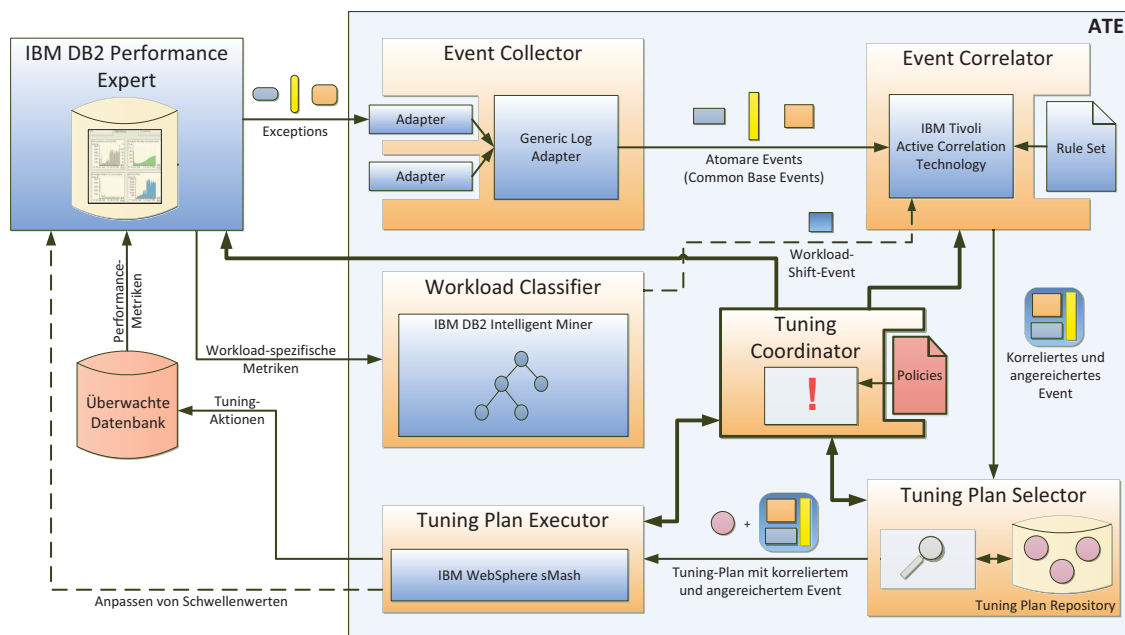 ATE
IBM DB2 Performance
Expert
Exceptions
Event Collector
Adapter
Adapter
Generic Log
Adapter
Atomare Events
(Common Base Events)
Event Correlator
IBM Tivoli
Active Correlation
Technology
Rule Set
Workload-
Shift-Event
Performance-
Metriken
Workload Classifier
IBM DB2 Intelligent Miner
Workload-spezifische
Metriken
Tuning
Coordinator
!
Policies
Korreliertes und
angereichertes
Event
Überwachte
Datenbank
Tuning-
Aktionen
Tuning Plan Executor
IBM WebSphere sMash
Anpassen von Schwellenwerten
+
Tuning-Plan mit korreliertem
und angereichertem Event
Tuning Plan Selector
Tuning Plan Repository